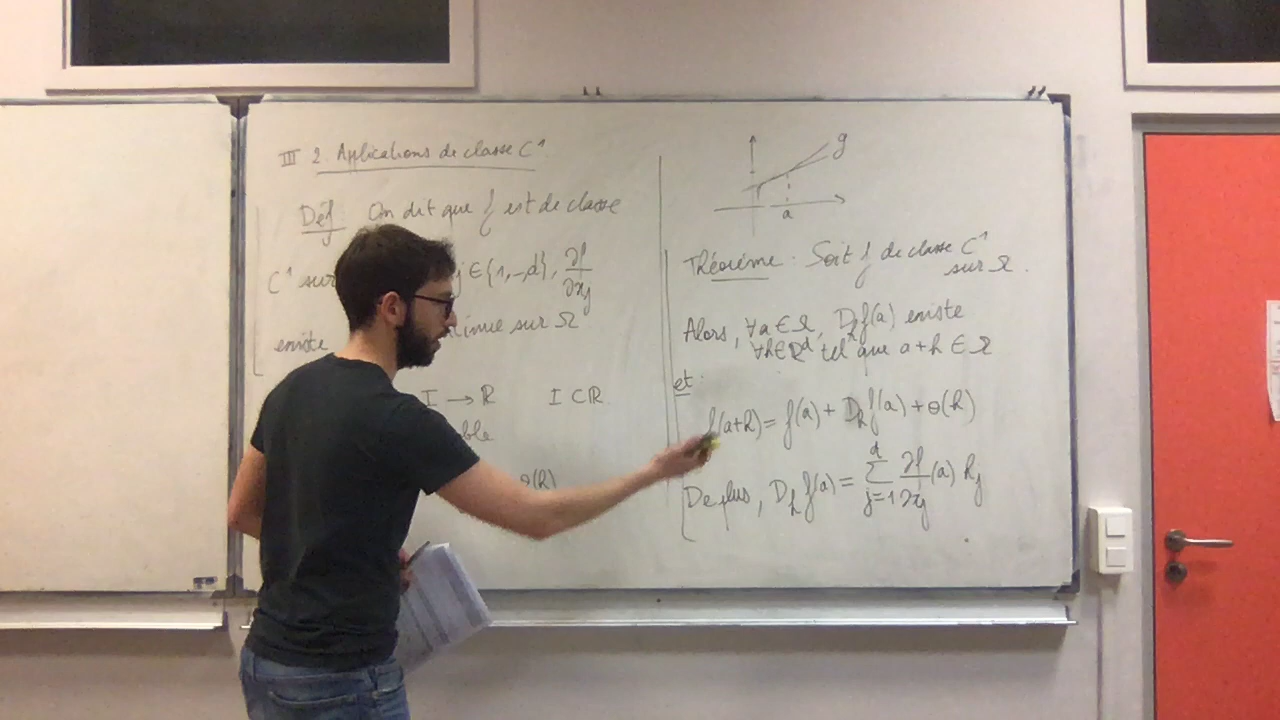 III 2. Applications de classe C¹
Déf On dit que f est de classe
C¹ sur j ∈ {1,-,d}, ∂f/∂xj
existe sur Ω
I → R I ⊂ R
θ(h)
g
a
Théorème : Soit f de classe C¹
sur Ω.
Alors, ∀a ∈ Ω, Dhf(a) existe
∀h∈Rᵈ tel que a+h ∈ Ω
et :
f(a+h) = f(a) + Dhf(a) + θ(h)
De plus, Dhf(a) = ∑_{j=1}^{d} ∂f/∂xj (a) hj